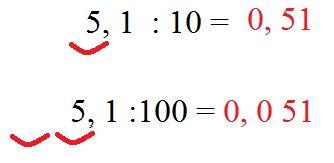 5, 1 : 10 = 0, 51
5, 1 :100 = 0, 0 51